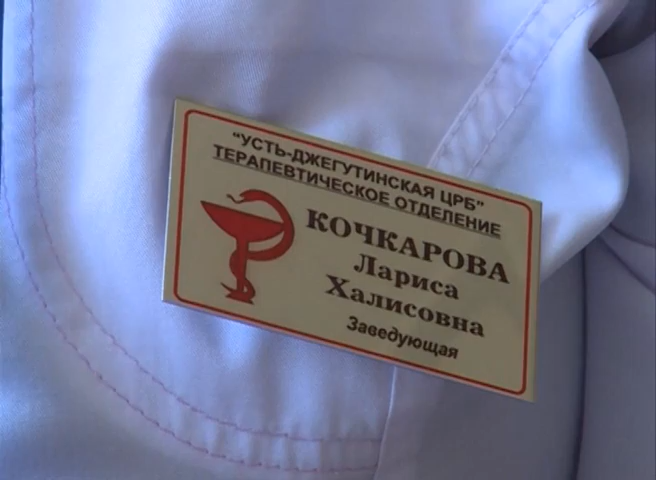 "УСТЬ-ДЖЕГУТИНСКАЯ ЦРБ"
ТЕРАПЕВТИЧЕСКОЕ ОТДЕЛЕНИЕ
КОЧКАРОВА
Лариса
Халисовна
Заведующая